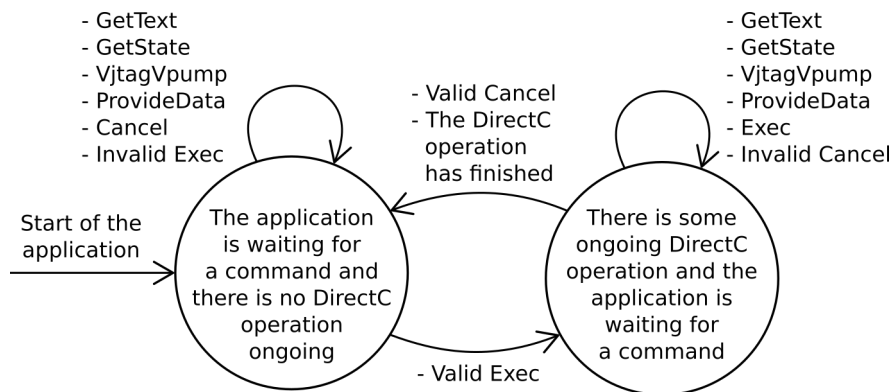 - GetText
- GetState
- VjtagVpump
- ProvideData
- Cancel
- Invalid Exec
- Valid Cancel
- The DirectC
operation
has finished
- GetText
- GetState
- VjtagVpump
- ProvideData
- Exec
- Invalid Cancel
Start of the
application
The application
is waiting for
a command and
there is no DirectC
operation
ongoing
There is some
ongoing DirectC
operation and the
application is
waiting for
a command
- Valid Exec